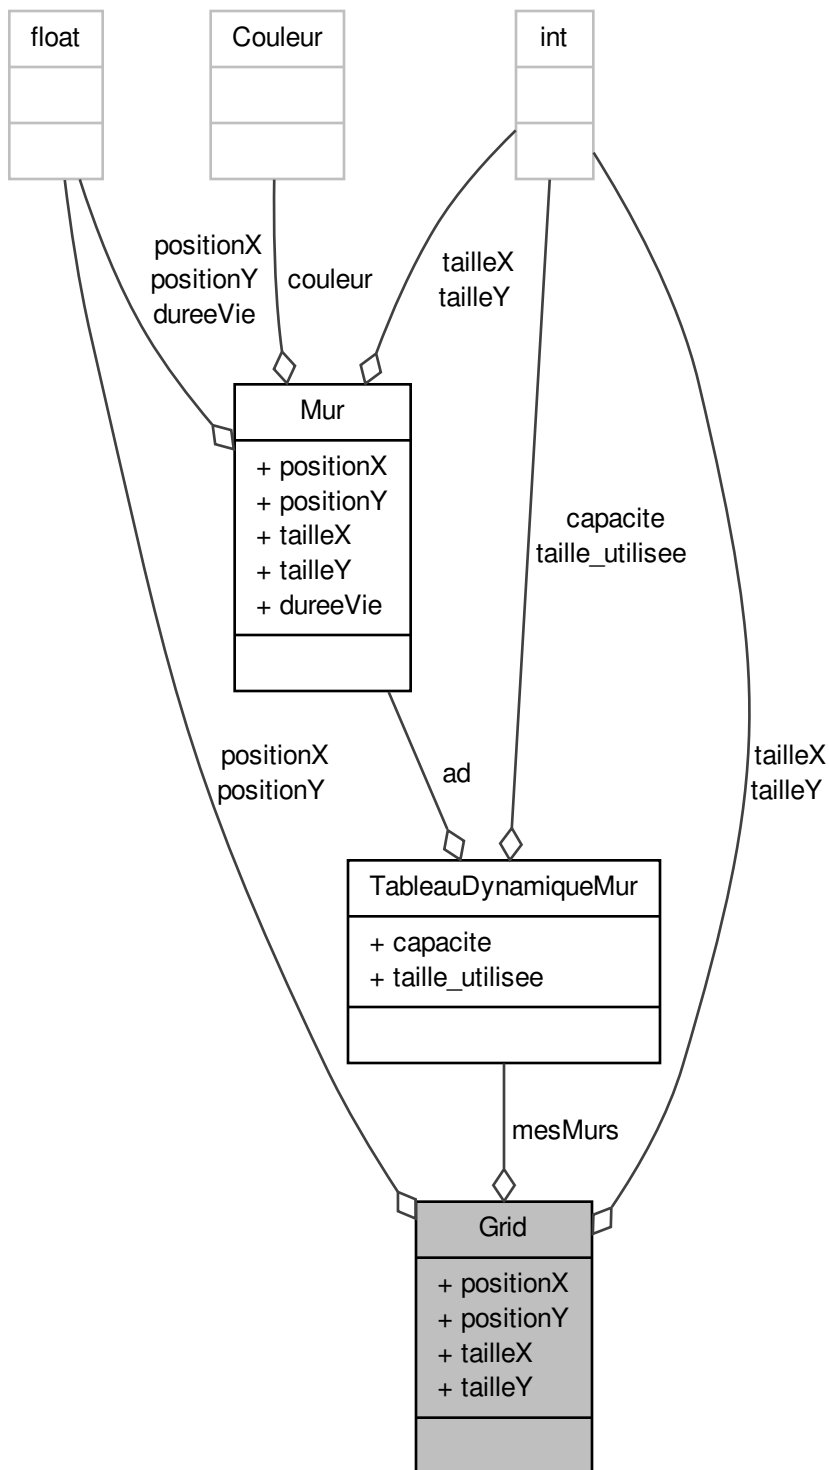 float
Couleur
int
positionX
positionY
dureeVie
couleur
tailleX
tailleY
Mur
+ positionX
+ positionY
+ tailleX
+ tailleY
+ dureeVie
capacite
taille_utilisee
positionX
positionY
ad
tailleX
tailleY
TableauDynamiqueMur
+ capacite
+ taille_utilisee
mesMurs
Grid
+ positionX
+ positionY
+ tailleX
+ tailleY